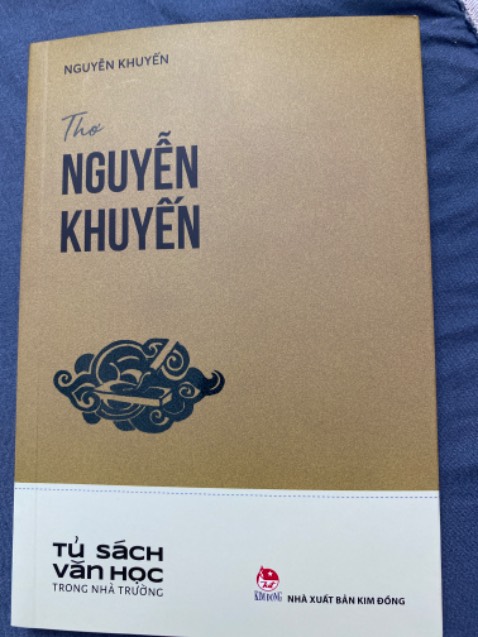 NGUYỄN KHUYẾN
Thơ
NGUYỄN
KHUYẾN
TỦ SÁCH
VĂN HỌC
TRONG NHÀ TRƯỜNG
KIM ĐỒNG
NHÀ XUẤT BẢN KIM ĐỒNG